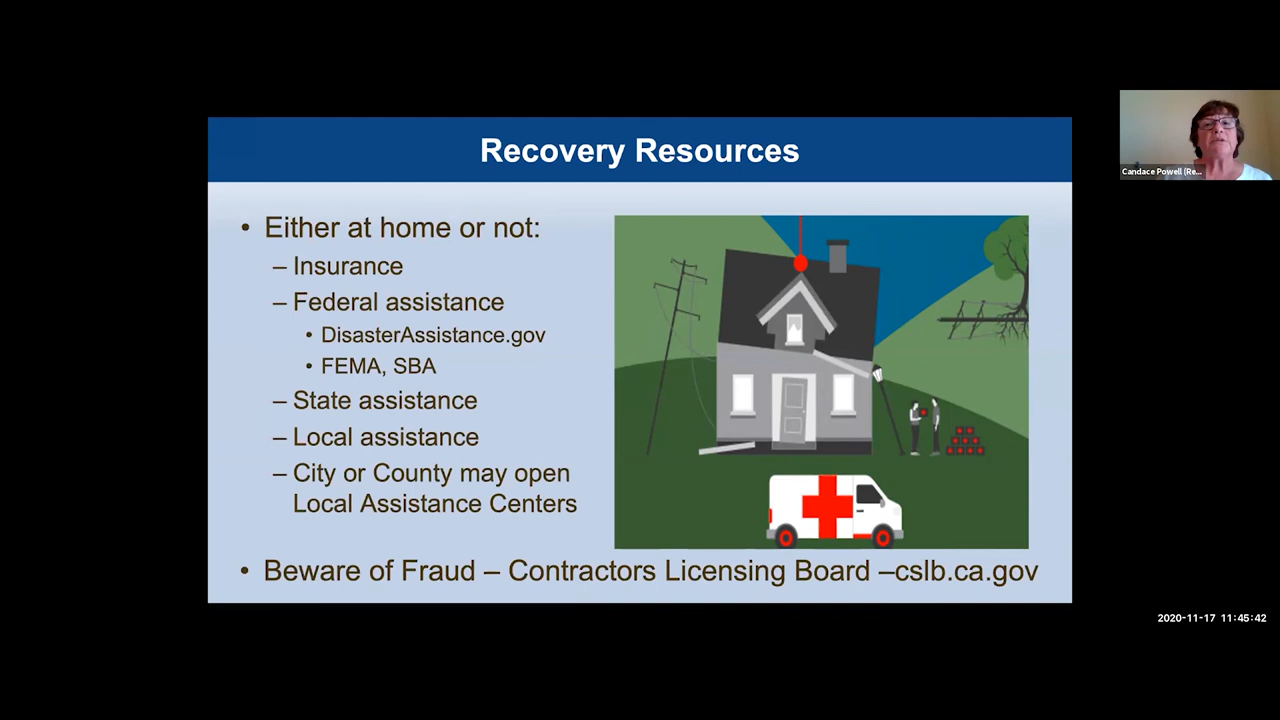 Recovery Resources
• Either at home or not:
– Insurance
– Federal assistance
• DisasterAssistance.gov
• FEMA, SBA
– State assistance
– Local assistance
– City or County may open
Local Assistance Centers
• Beware of Fraud – Contractors Licensing Board –cslb.ca.gov
Candace Powell (Re...
2020-11-17 11:45:42